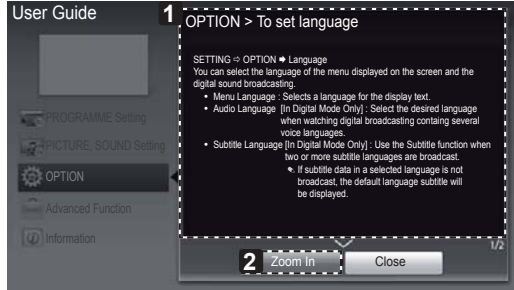 User Guide
1
OPTION > To set language
SETTING ⇨ OPTION ➡ Language
You can select the language of the menu displayed on the screen and the
digital sound broadcasting.
• Menu Language : Selects a language for the display text.
• Audio Language [In Digital Mode Only] : Select the desired language
when watching digital broadcasting containg several
voice languages.
• Subtitle Language [In Digital Mode Only] : Use the Subtitle function when
two or more subtitle languages are broadcast.
If subtitle data in a selected language is not
broadcast, the default language subtitle will
be displayed.
PROGRAMME Setting
PICTURE, SOUND Setting
OPTION
Advanced Function
Information
1/2
2
Zoom In
Close